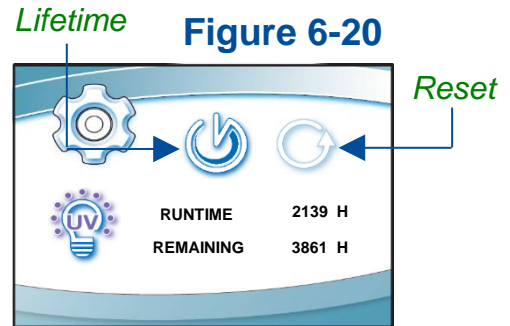 Lifetime
Figure 6-20
Reset
UV
RUNTIME 2139 H
REMAINING 3861 H